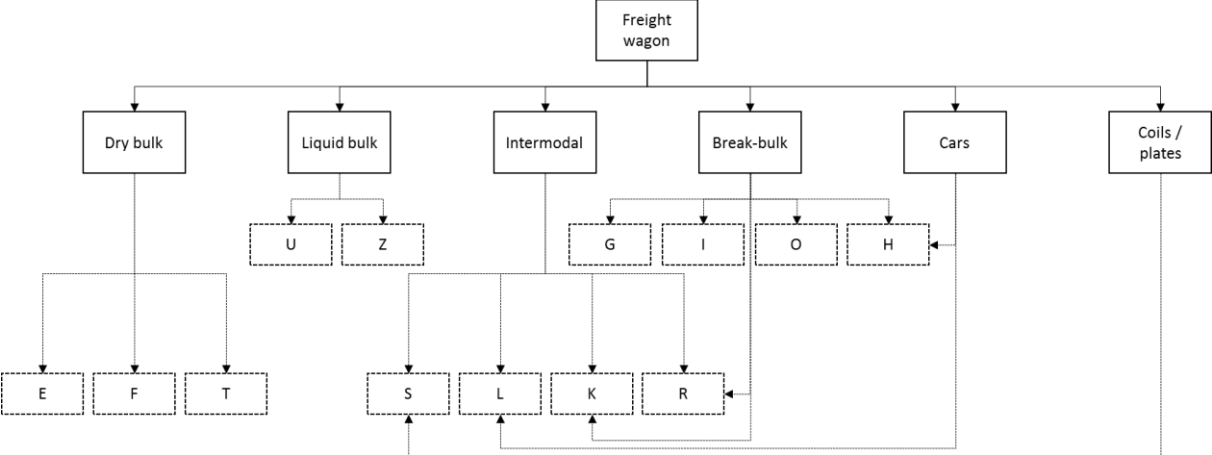 Freight
wagon
Dry bulk
Liquid bulk
Intermodal
Break-bulk
Cars
Coils /
plates
U
Z
G
I
O
H
E
F
T
S
L
K
R